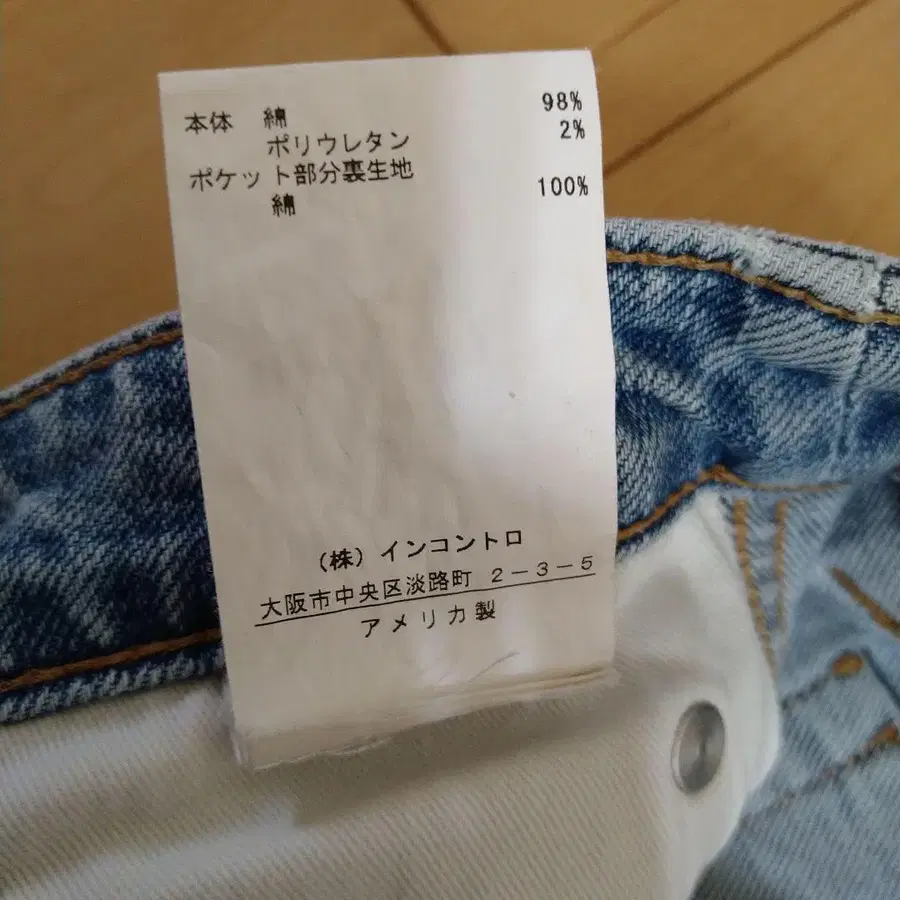 本体 綿 98%
ポリウレタン 2%
ポケット部分裏生地
綿 100%
（株）インコントロ
大阪市中央区淡路町 2－3－5
アメリカ製